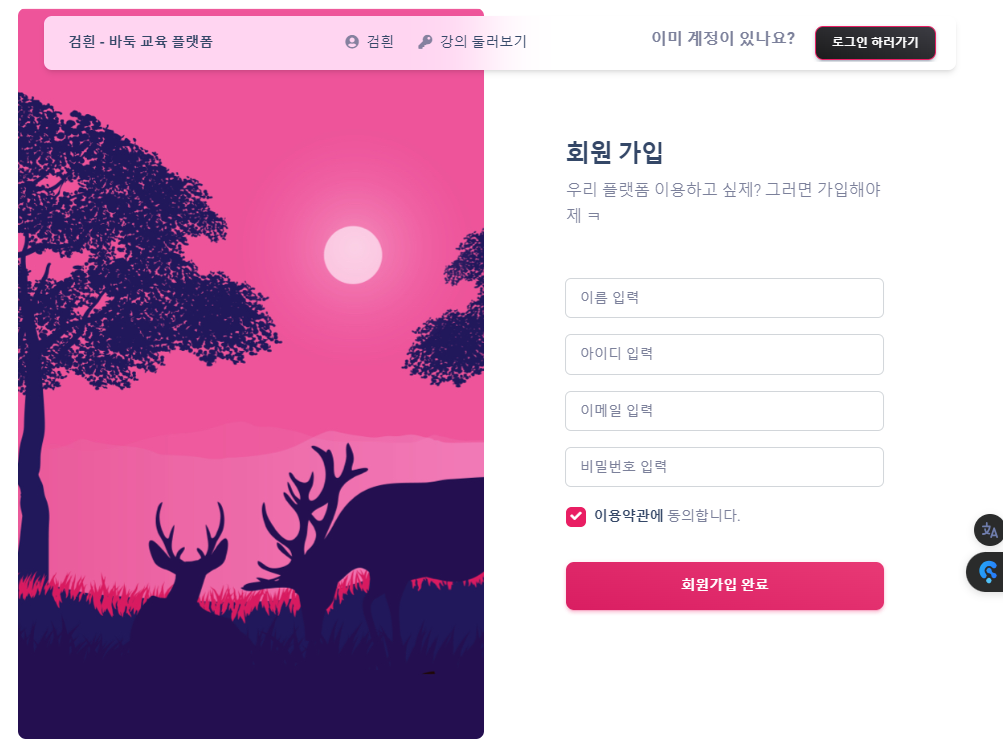 검흰 - 바둑 교육 플랫폼
검흰
강의 둘러보기
이미 계정이 있나요?
로그인 하러가기
회원 가입
우리 플랫폼 이용하고 싶제? 그러면 가입해야
제 ㅋ
이름 입력
아이디 입력
이메일 입력
비밀번호 입력
이용약관에 동의합니다.
회원가입 완료